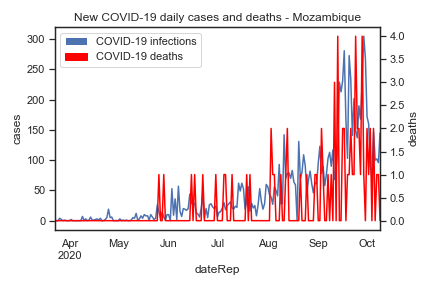 New COVID-19 daily cases and deaths - Mozambique
COVID-19 infections
COVID-19 deaths
300
250
200
150
100
50
0
cases
4.0
3.5
3.0
2.5
2.0
1.5
1.0
0.5
0.0
deaths
Apr May Jun Jul Aug Sep Oct
2020
dateRep